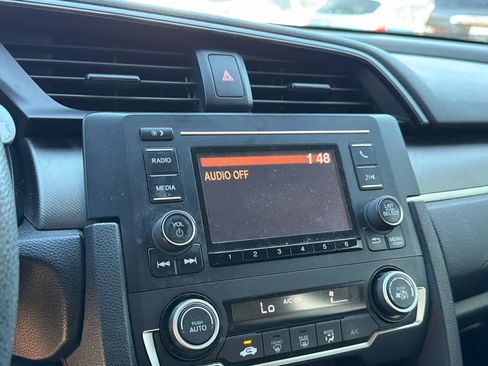 1 48
AUDIO OFF
RADIO
MEDIA
VOL
LIST
SELECT
MENU
1 2 3 4 5 6
Lo
A/C ON
PUSH
AUTO
MODE
A/C